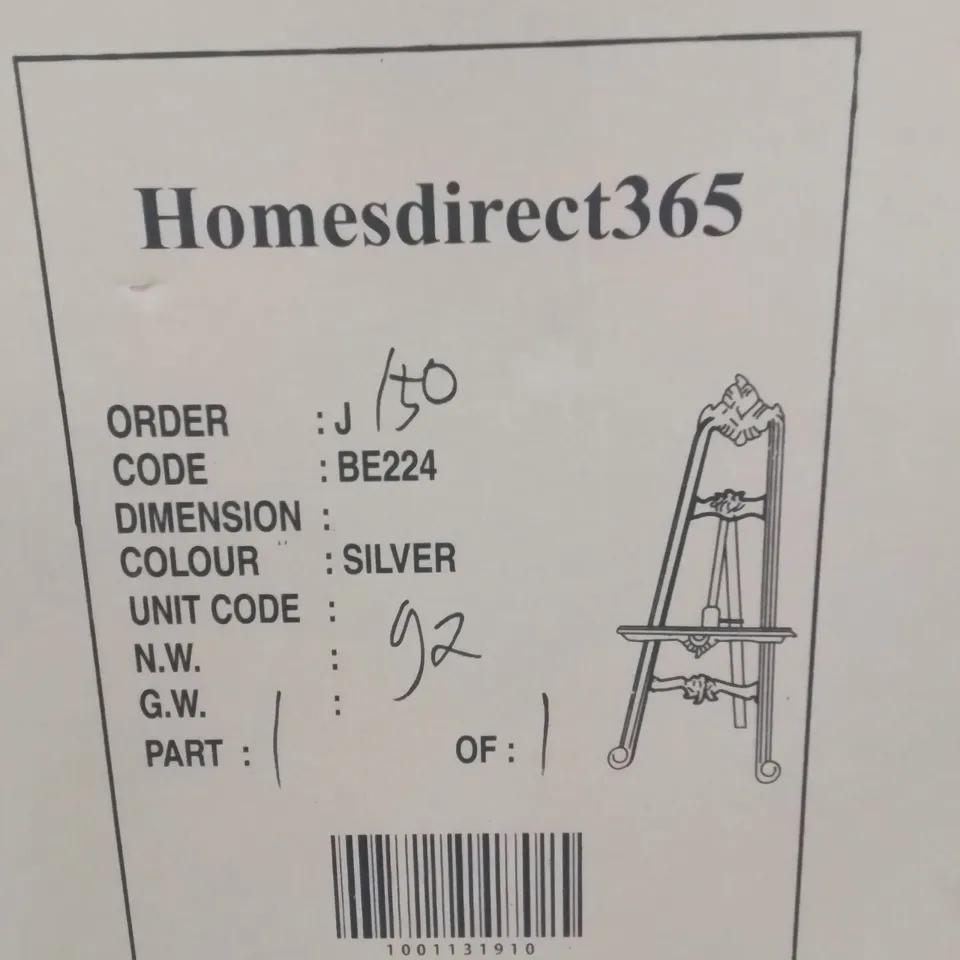 Homesdirect365
ORDER : J 150
CODE : BE224
DIMENSION :
COLOUR : SILVER
UNIT CODE :
N.W. : 92
G.W. :
PART : 1 OF : 1
1001131910